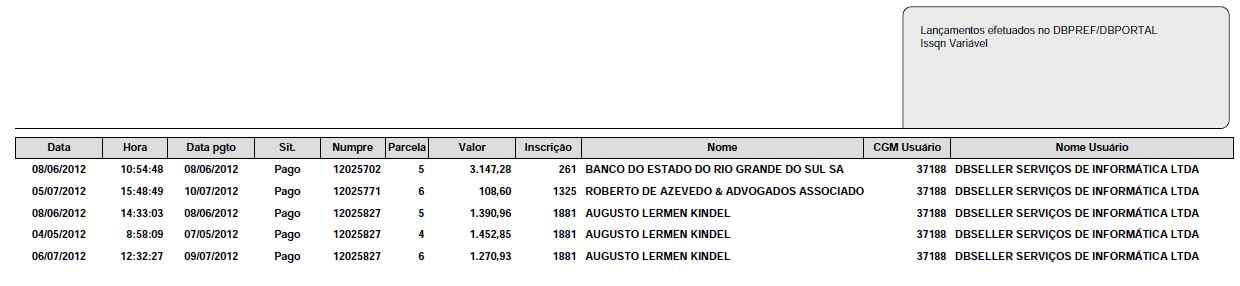 Lançamentos efetuados no DBPREF/DBPORTAL
Issqn Variável
Data Hora Data pgto Sit. Numpre Parcela Valor Inscrição Nome CGM Usuário Nome Usuário
08/06/2012 10:54:48 08/06/2012 Pago 12025702 5 3.147,28 261 BANCO DO ESTADO DO RIO GRANDE DO SUL SA 37188 DBSELLER SERVIÇOS DE INFORMÁTICA LTDA
05/07/2012 15:48:49 10/07/2012 Pago 12025771 6 108,60 1325 ROBERTO DE AZEVEDO & ADVOGADOS ASSOCIADO 37188 DBSELLER SERVIÇOS DE INFORMÁTICA LTDA
08/06/2012 14:33:03 08/06/2012 Pago 12025827 5 1.390,96 1881 AUGUSTO LERMEN KINDEL 37188 DBSELLER SERVIÇOS DE INFORMÁTICA LTDA
04/05/2012 8:58:09 07/05/2012 Pago 12025827 4 1.452,85 1881 AUGUSTO LERMEN KINDEL 37188 DBSELLER SERVIÇOS DE INFORMÁTICA LTDA
06/07/2012 12:32:27 09/07/2012 Pago 12025827 6 1.270,93 1881 AUGUSTO LERMEN KINDEL 37188 DBSELLER SERVIÇOS DE INFORMÁTICA LTDA